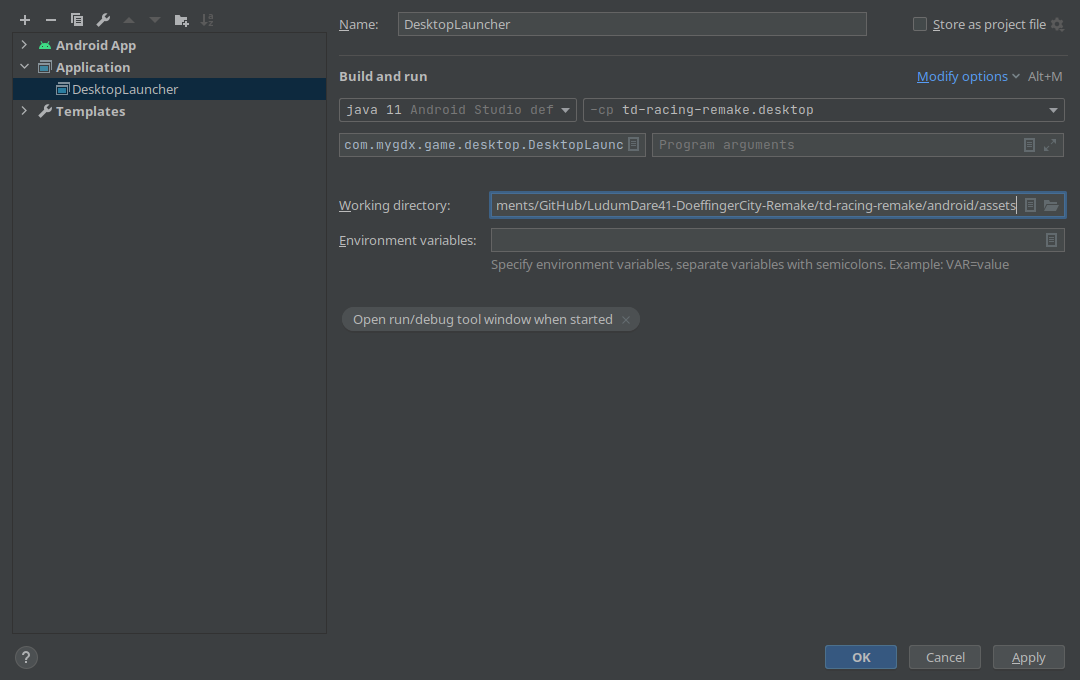 Android App
Application
DesktopLauncher
Templates
Name: DesktopLauncher Store as project file
Build and run Modify options Alt+M
java 11 Android Studio def -cp td-racing-remake.desktop
com.mygdx.game.desktop.DesktopLaunc Program arguments
Working directory: ments/GitHub/LudumDare41-DoeffingerCity-Remake/td-racing-remake/android/assets
Environment variables:
Specify environment variables, separate variables with semicolons. Example: VAR=value
Open run/debug tool window when started
? OK Cancel Apply